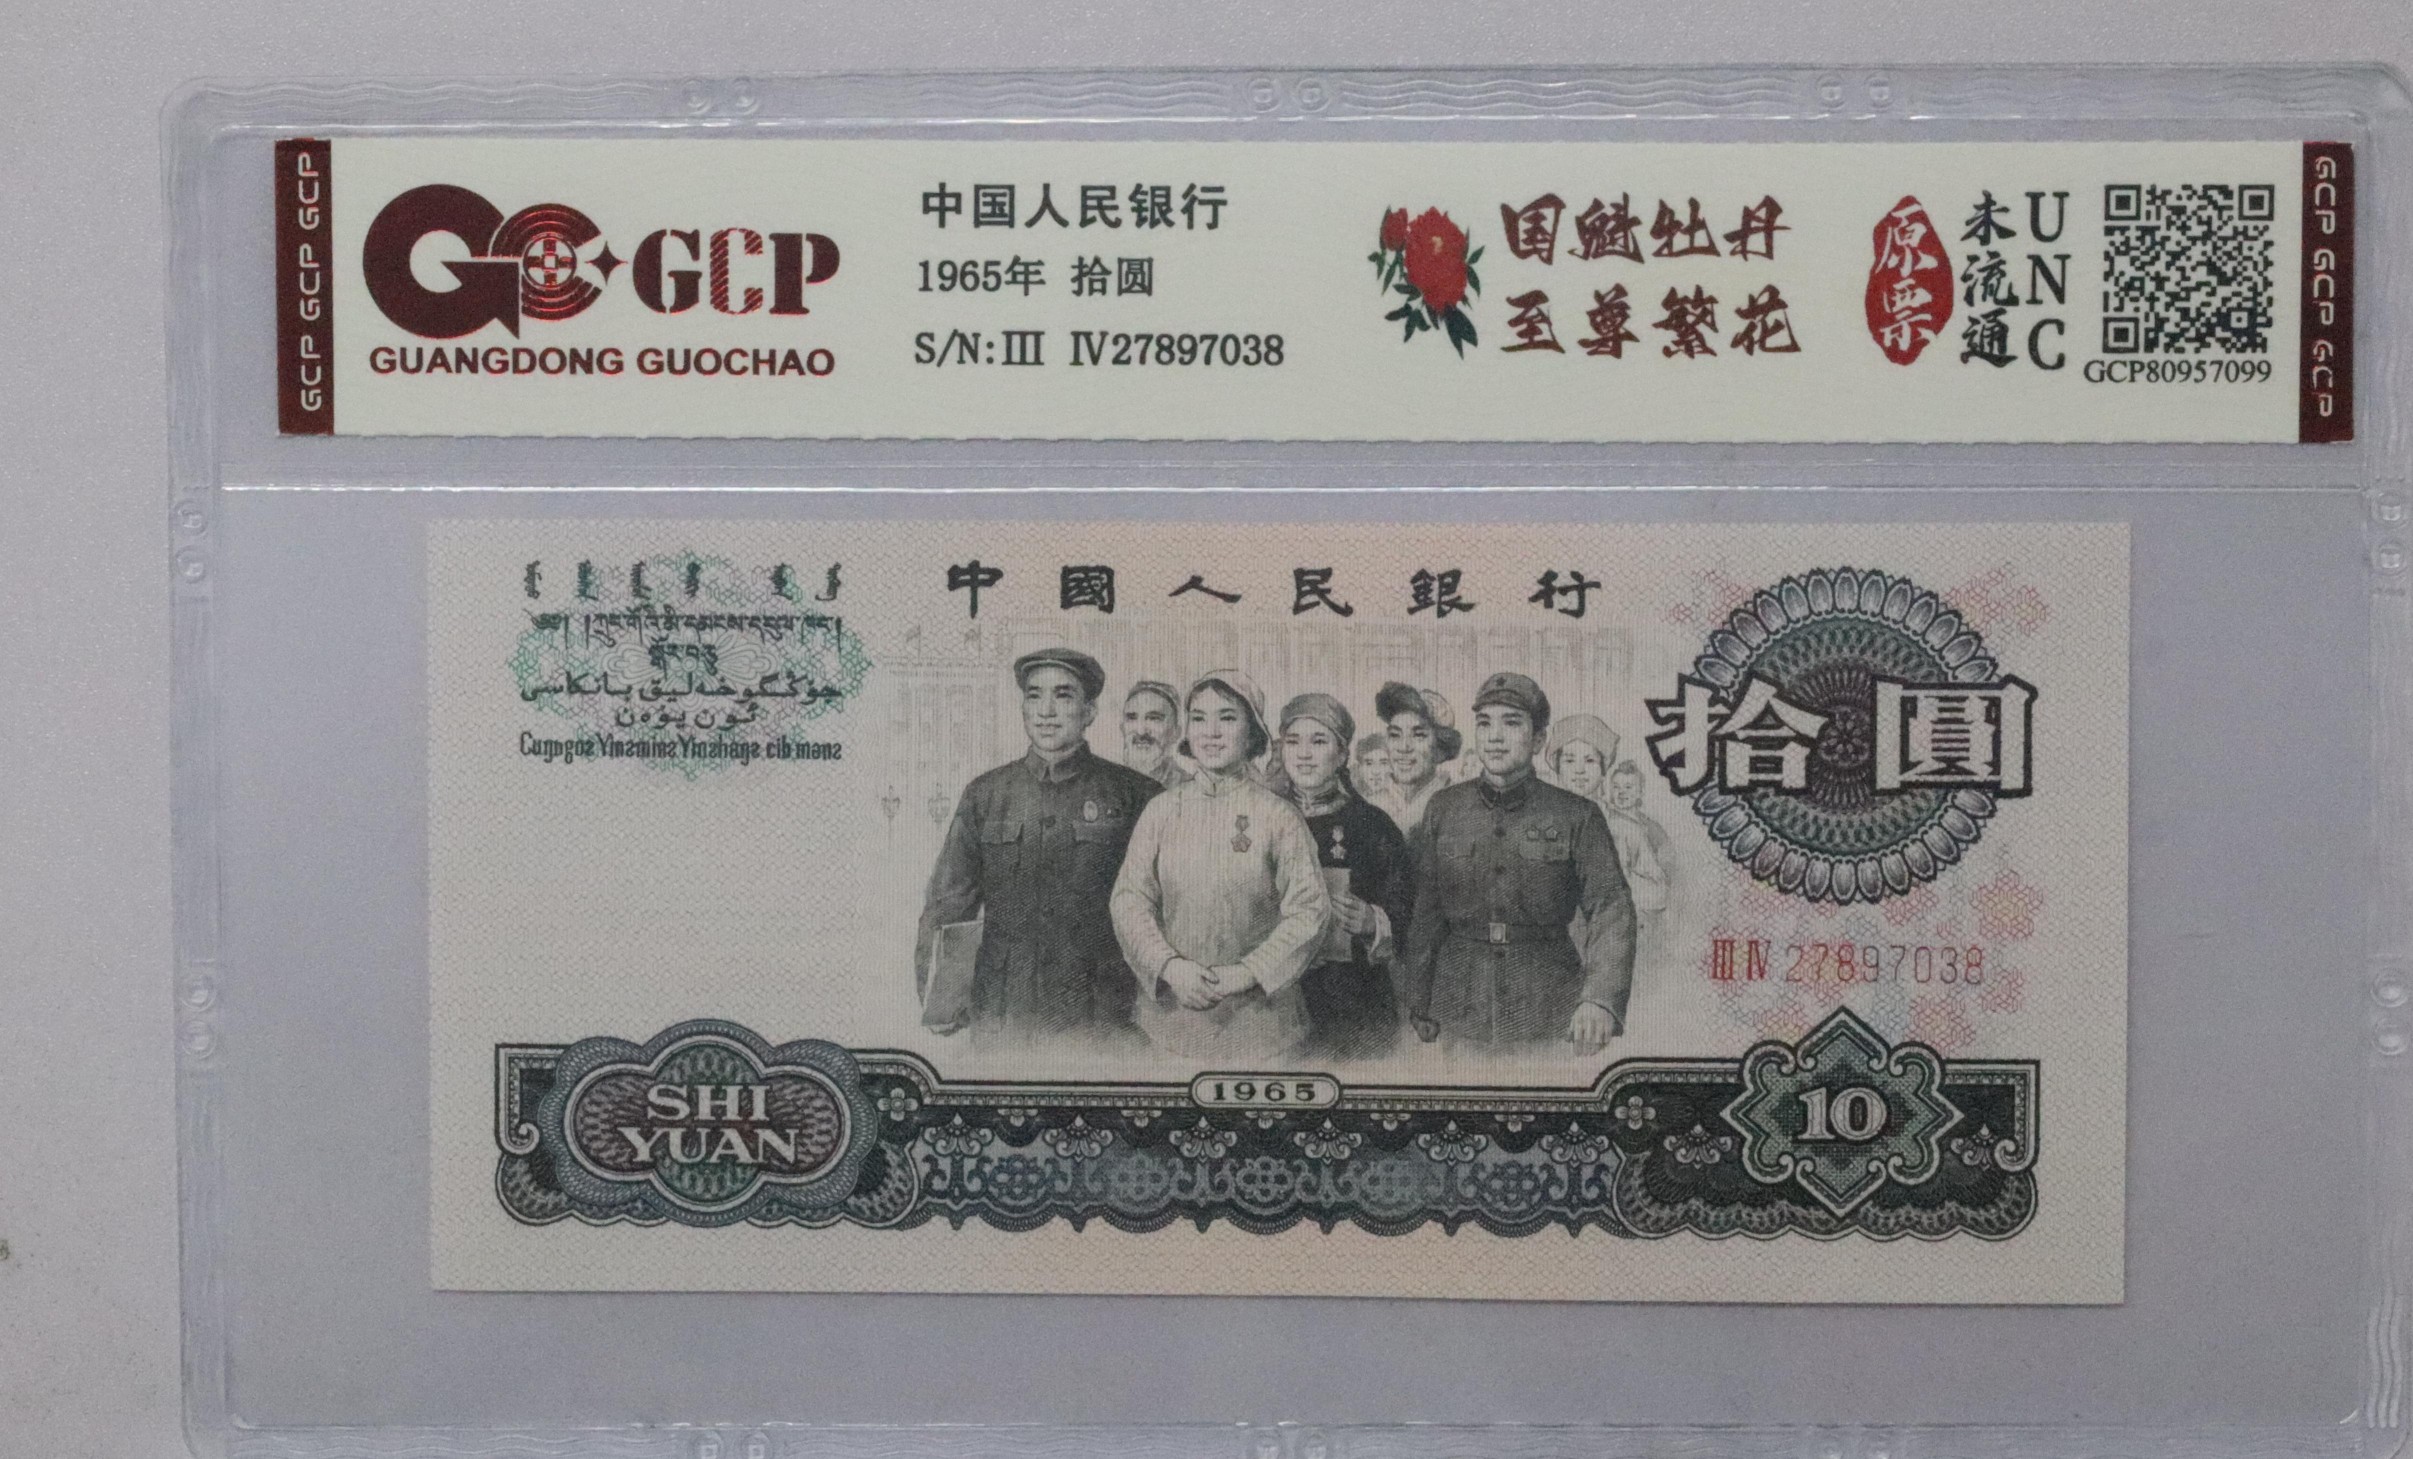 GCP GCP GCP
GCP
GUANGDONG GUOCHAO
中国人民银行
1965年 拾圆
S/N:III IV27897038
国魁牡丹
至尊繁花
原票
未流通
UNC
GCP80957099
GCP GCP GCP
中國人民銀行
拾圓
III IV 27897038
1965
SHI
YUAN
10